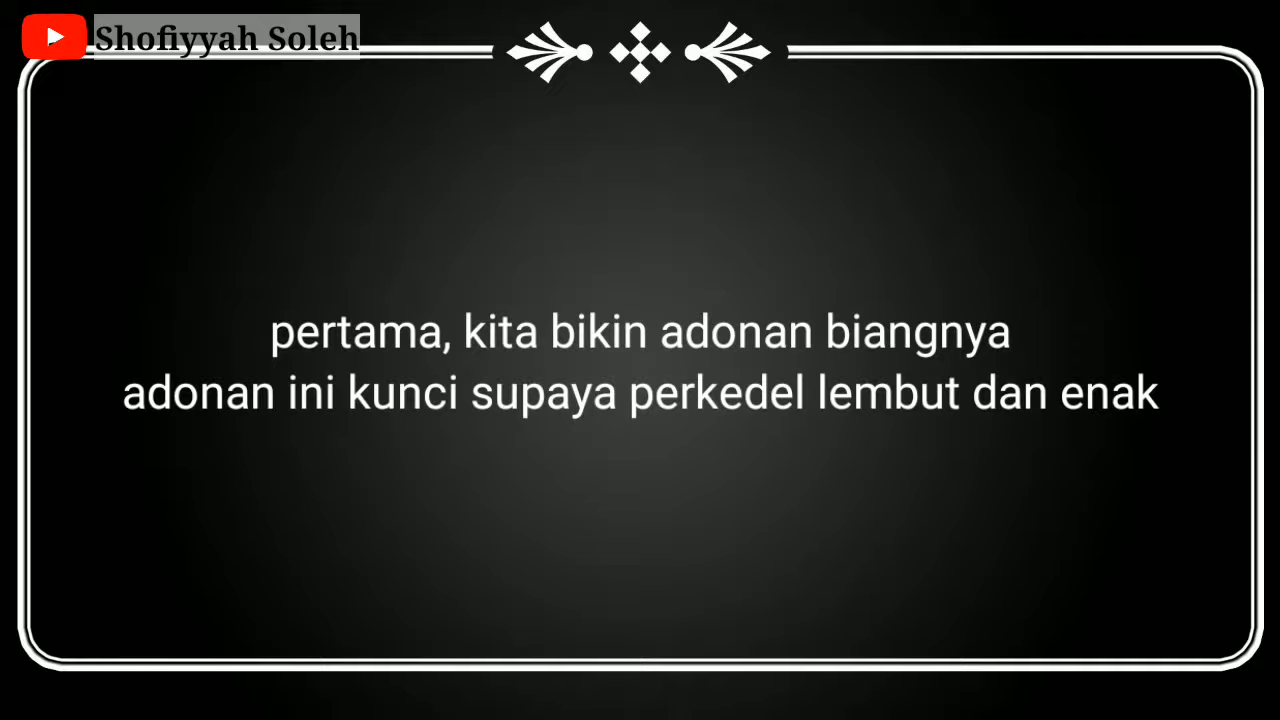 Shofiyyah Soleh
pertama, kita bikin adonan biangnya
adonan ini kunci supaya perkedel lembut dan enak